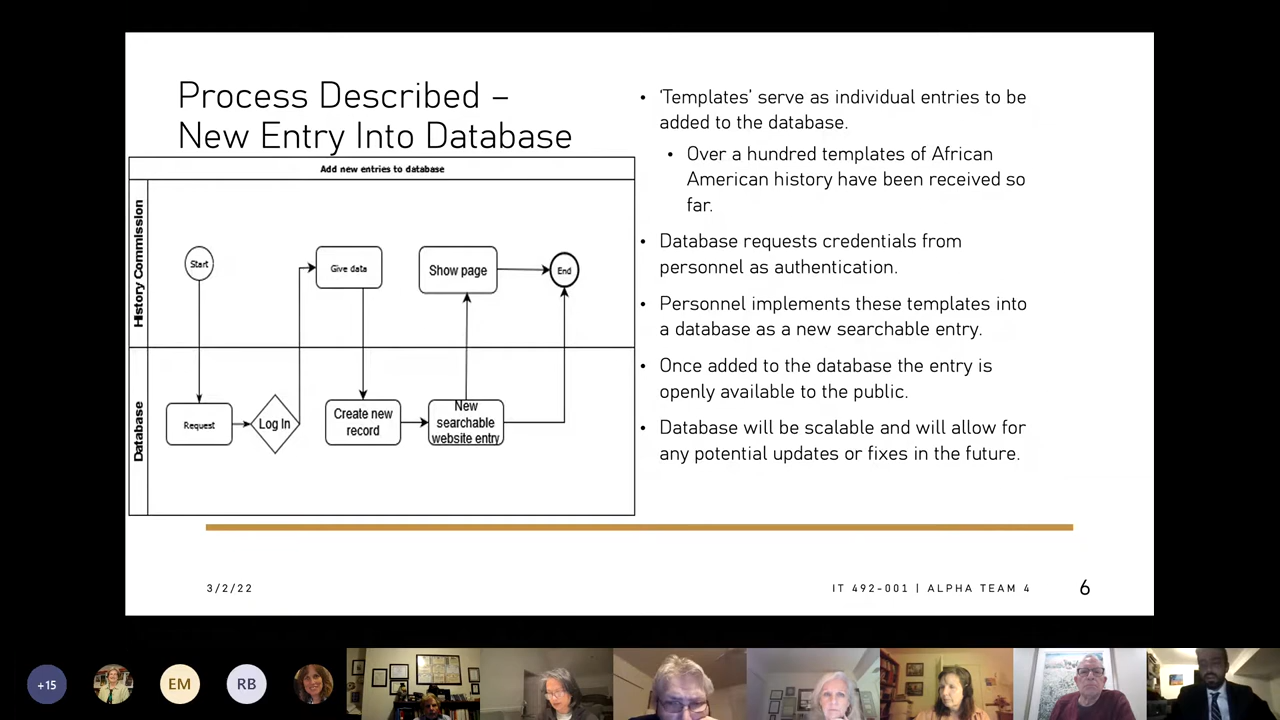 Process Described –
New Entry Into Database
Add new entries to database
History Commission
Start
Give data
Show page
End
Database
Request
Log In
Create new
record
New
searchable
website entry
• ‘Templates’ serve as individual entries to be
added to the database.
• Over a hundred templates of African
American history have been received so
far.
• Database requests credentials from
personnel as authentication.
• Personnel implements these templates into
a database as a new searchable entry.
• Once added to the database the entry is
openly available to the public.
• Database will be scalable and will allow for
any potential updates or fixes in the future.
3/2/22
IT 492-001 | ALPHA TEAM 4
6
+15
EM
RB